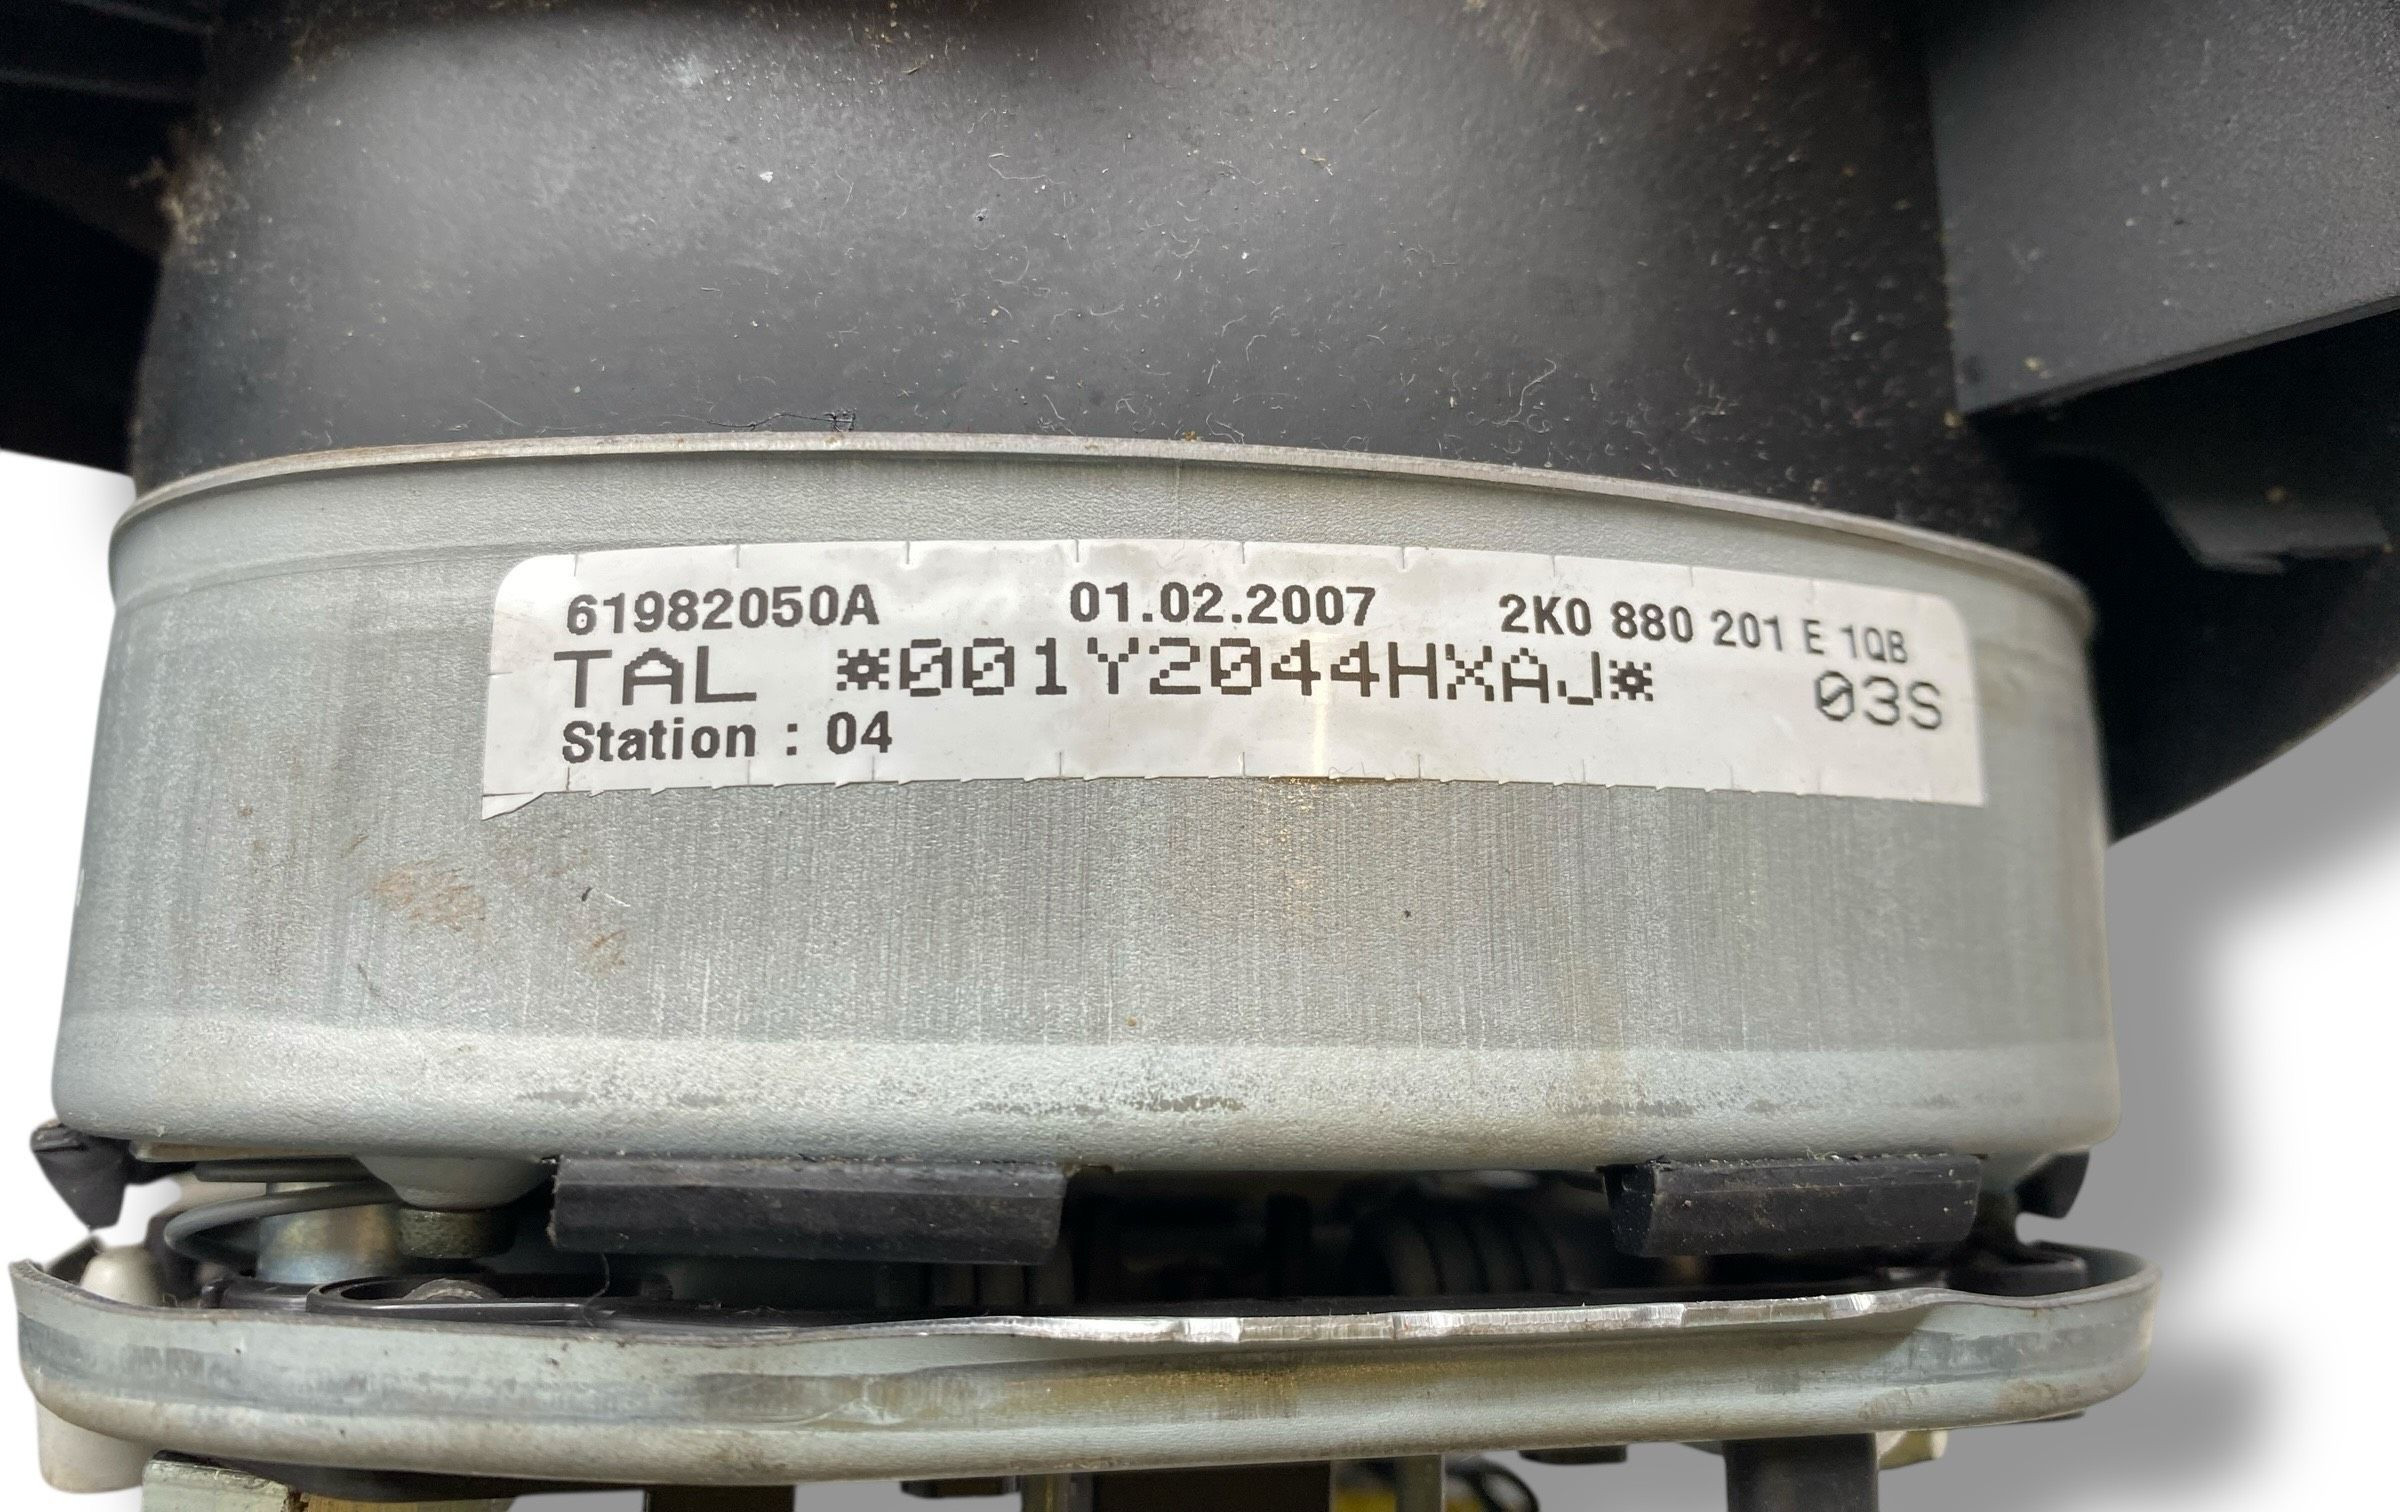 61982050A 01.02.2007 2K0 880 201 E 1QB
TAL *001Y2044HXAJ* 03S
Station : 04